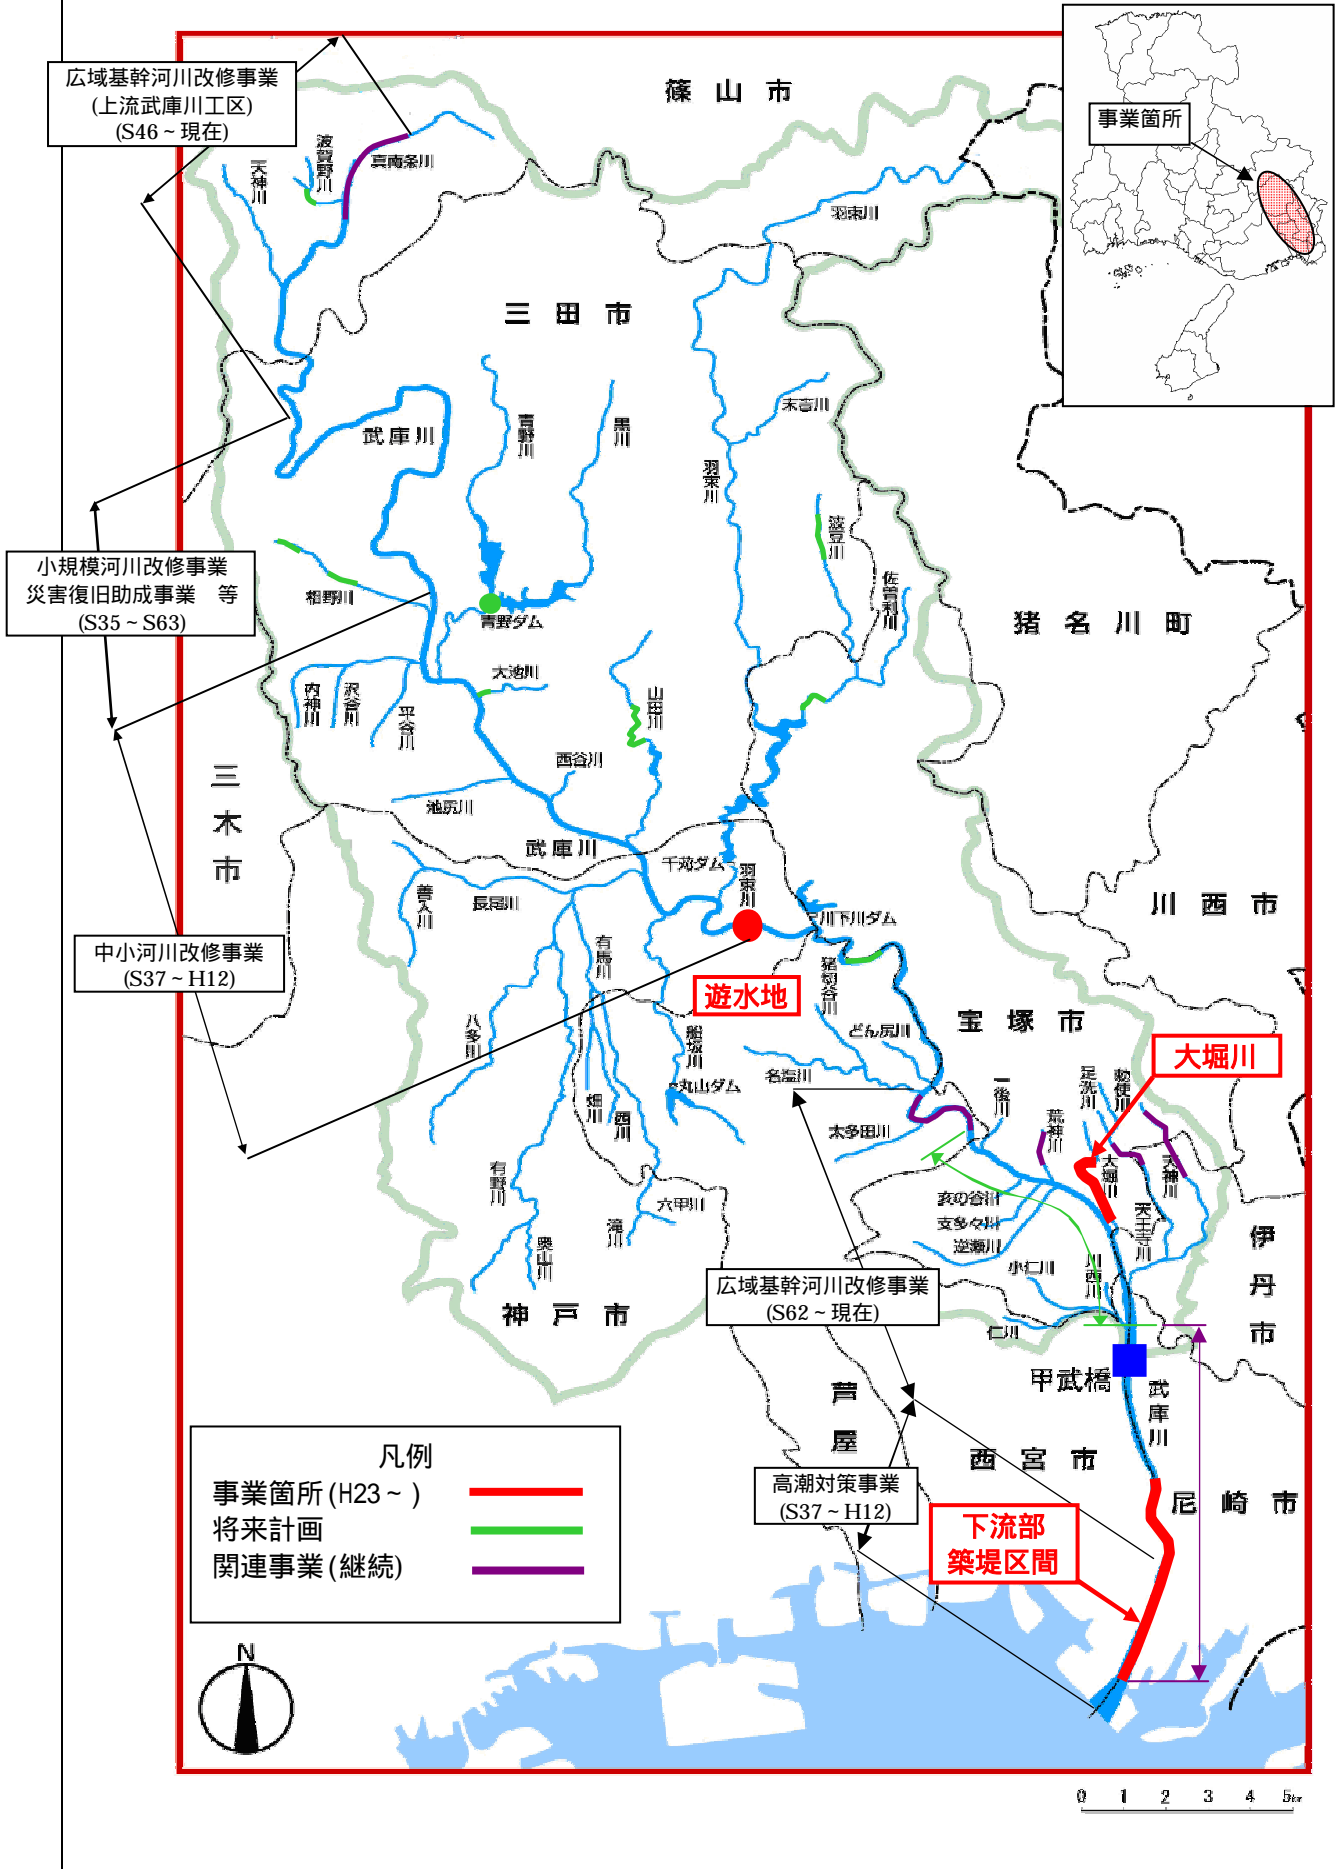 広域基幹河川改修事業
(上流武庫川工区)
(S46～現在)
篠山市
事業箇所
波賀野川
真南条川
天神川
羽束川
三田市
武庫川
青野川
黒川
末吉川
羽束川
波豆川
佐曽利川
小規模河川改修事業
災害復旧助成事業 等
(S35～S63)
相野川
青野ダム
猪名川町
大池川
内神川
沢谷川
平谷川
山田川
西谷川
三木市
池尻川
武庫川
千苅ダム
羽束川
川下川ダム
川西市
善入川
長尾川
有馬川
中小河川改修事業
(S37～H12)
遊水地
猪切谷川
宝塚市
八多川
船坂川
どん尻川
大堀川
名塩川
丸山ダム
畑川
西川
一後川
足洗川
勅使川
荒神川
太多田川
大堀川
天神川
有野川
六甲川
亥の谷川
支多々川
逆瀬川
天王寺川
滝川
奥山川
小仁川
川西川
伊丹市
広域基幹河川改修事業
(S62～現在)
神戸市
仁川
甲武橋
武庫川
芦屋
西宮市
尼崎市
高潮対策事業
(S37～H12)
下流部
築堤区間
凡例
事業箇所(H23～)
将来計画
関連事業(継続)
N
0 1 2 3 4 5km